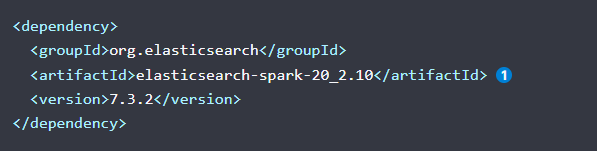 <dependency>
<groupId>org.elasticsearch</groupId>
<artifactId>elasticsearch-spark-20_2.10</artifactId> 1
<version>7.3.2</version>
</dependency>